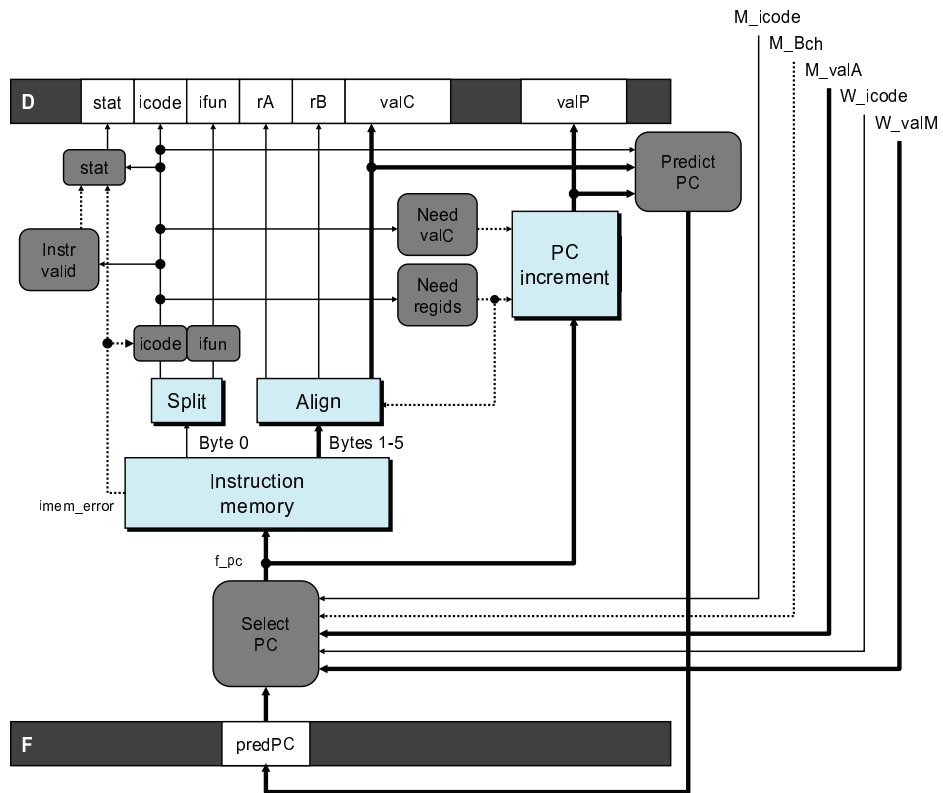 M_icode
M_Bch
M_valA
W_icode
W_valM
D
stat
icode
ifun
rA
rB
valC
valP
stat
Predict
PC
Need
valC
Instr
valid
PC
increment
Need
regids
icode
ifun
Split
Align
Byte 0
Bytes 1-5
Instruction
memory
imem_error
f_pc
Select
PC
F
predPC